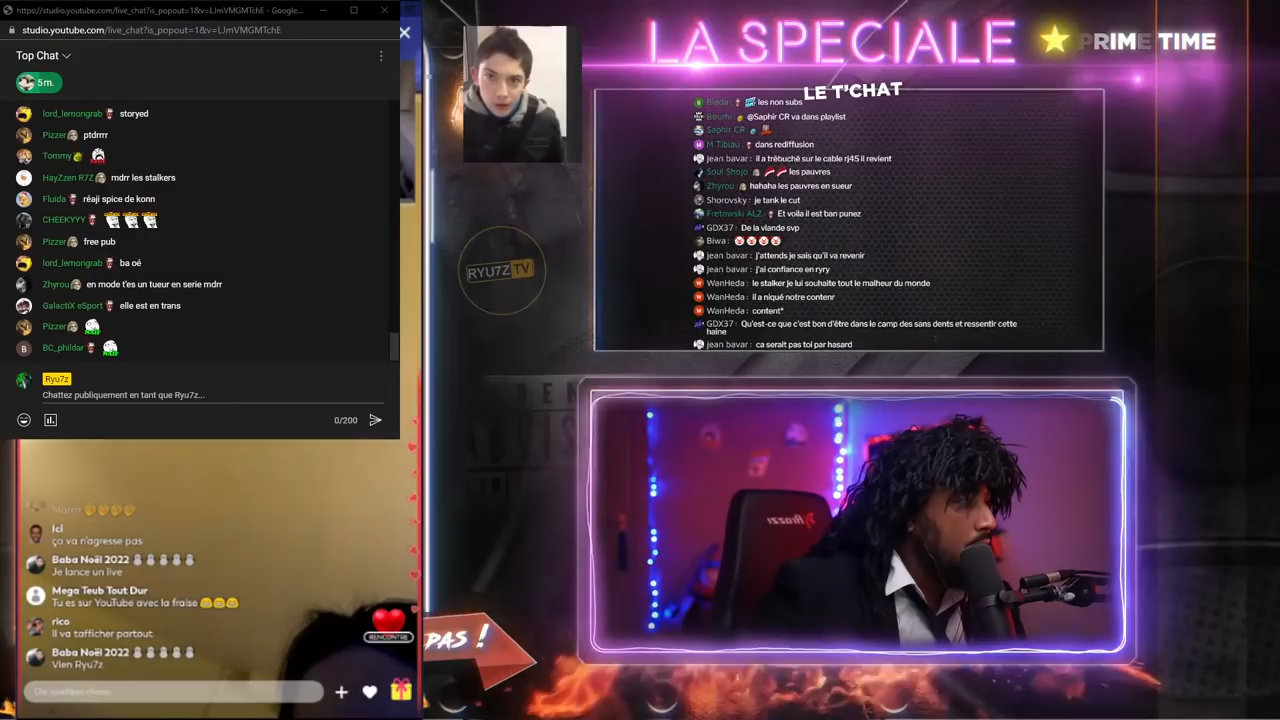 https://studio.youtube.com/live_chat?is_popout=1&v=LJmVMGMTchE - Google...
studio.youtube.com/live_chat?is_popout=1&v=LJmVMGMTchE
Top Chat
5m.
lord_lemongrab storyed
Pizzer ptdrrrr
Tommy
HayZzen R7Z mdrr les stalkers
Fluida réaji spice de konn
CHEEKYYY
Pizzer free pub
lord_lemongrab ba oé
Zhyrou en mode t'es un tueur en serie mdrr
GalactiX eSport elle est en trans
Pizzer
BC_phildar
Ryu7z
Chattez publiquement en tant que Ryu7z...
0/200
Ici
ça va n'agresse pas
Baba Noël 2022
Je lance un live
Mega Teub Tout Dur
Tu es sur YouTube avec la fraise
rico
Il va tafficher partout
Baba Noël 2022
Vien Ryu7z
RENCONTRE
LA SPECIALE
PRIME TIME
LE T'CHAT
Blada : les non subs
Boumi : @Saphir CR va dans playlist
Saphir CR :
M Tibiau : dans rediffusion
jean bavar : il a trébuché sur le cable rj45 il revient
Soul Shojo : les pauvres
Zhyrou : hahaha les pauvres en sueur
Shorovsky : je tank le cut
Fretowski ALZ : Et voila il est ban punez
GDX37 : De la viande svp
Biwa :
jean bavar : j'attends je sais qu'il va revenir
jean bavar : j'ai confiance en ryry
WanHeda : le stalker je lui souhaite tout le malheur du monde
WanHeda : il a niqué notre contenr
WanHeda : content*
GDX37 : Qu'est-ce que c'est bon d'être dans le camp des sans dents et ressentir cette
haine
jean bavar : ca serait pas toi par hasard
RYU7Z TV
PAS !